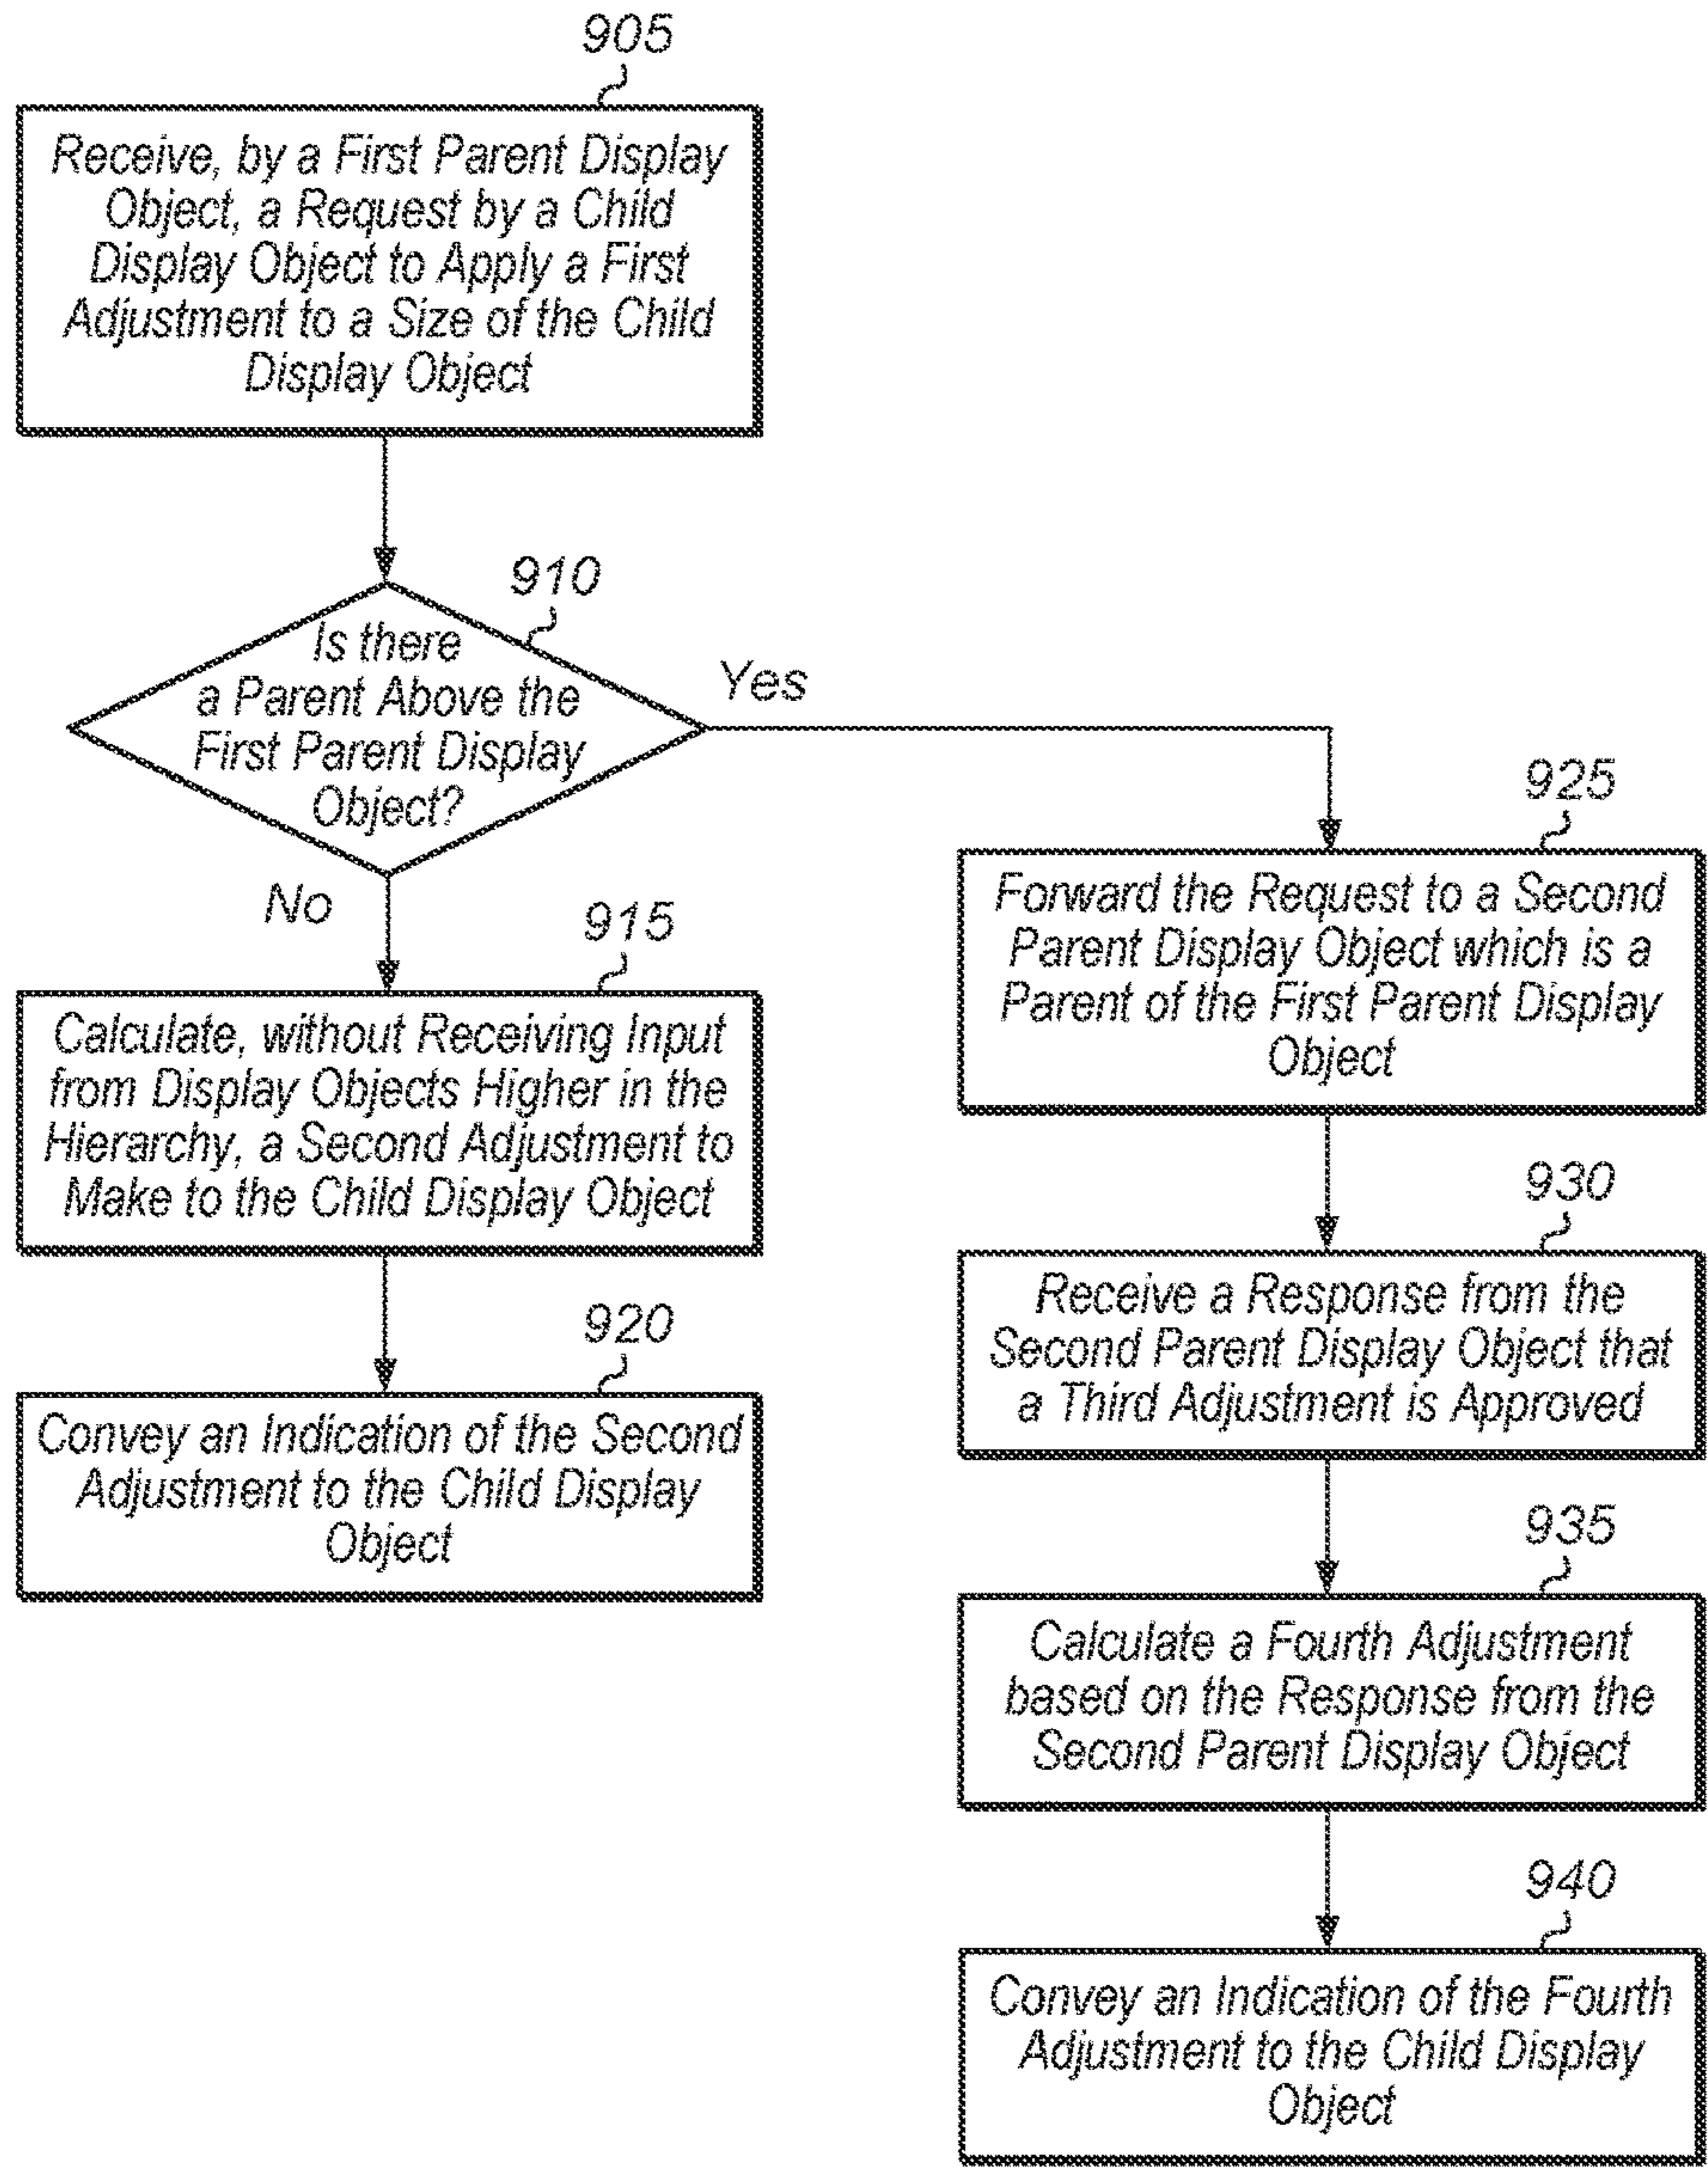 905
Receive, by a First Parent Display
Object, a Request by a Child
Display Object to Apply a First
Adjustment to a Size of the Child
Display Object
910
Is there
a Parent Above the
First Parent Display
Object?
Yes
No
915
Calculate, without Receiving Input
from Display Objects Higher in the
Hierarchy, a Second Adjustment to
Make to the Child Display Object
920
Convey an Indication of the Second
Adjustment to the Child Display
Object
925
Forward the Request to a Second
Parent Display Object which is a
Parent of the First Parent Display
Object
930
Receive a Response from the
Second Parent Display Object that
a Third Adjustment is Approved
935
Calculate a Fourth Adjustment
based on the Response from the
Second Parent Display Object
940
Convey an Indication of the Fourth
Adjustment to the Child Display
Object